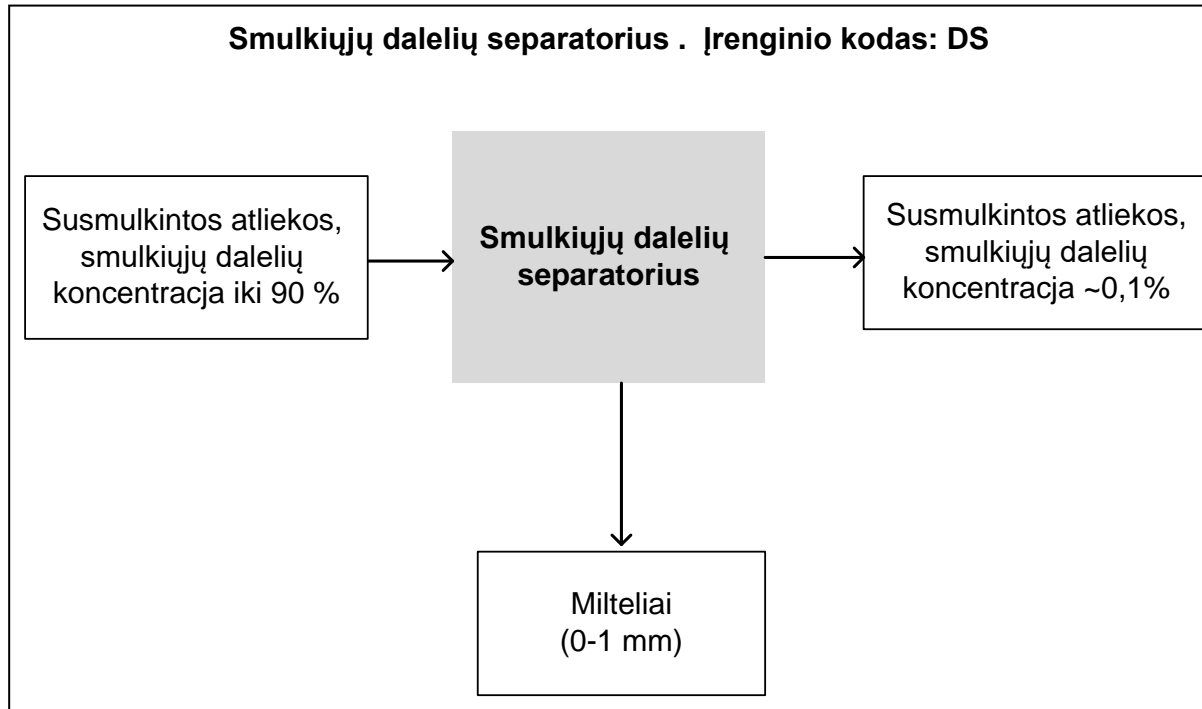 Smulkiųjų dalelių separatorius . Įrenginio kodas: DS
Susmulkintos atliekos,
smulkiųjų dalelių
koncentracja iki 90 %
Smulkiųjų dalelių
separatorius
Susmulkintos atliekos,
smulkiųjų dalelių
koncentracja ~0,1%
Milteliai
(0-1 mm)